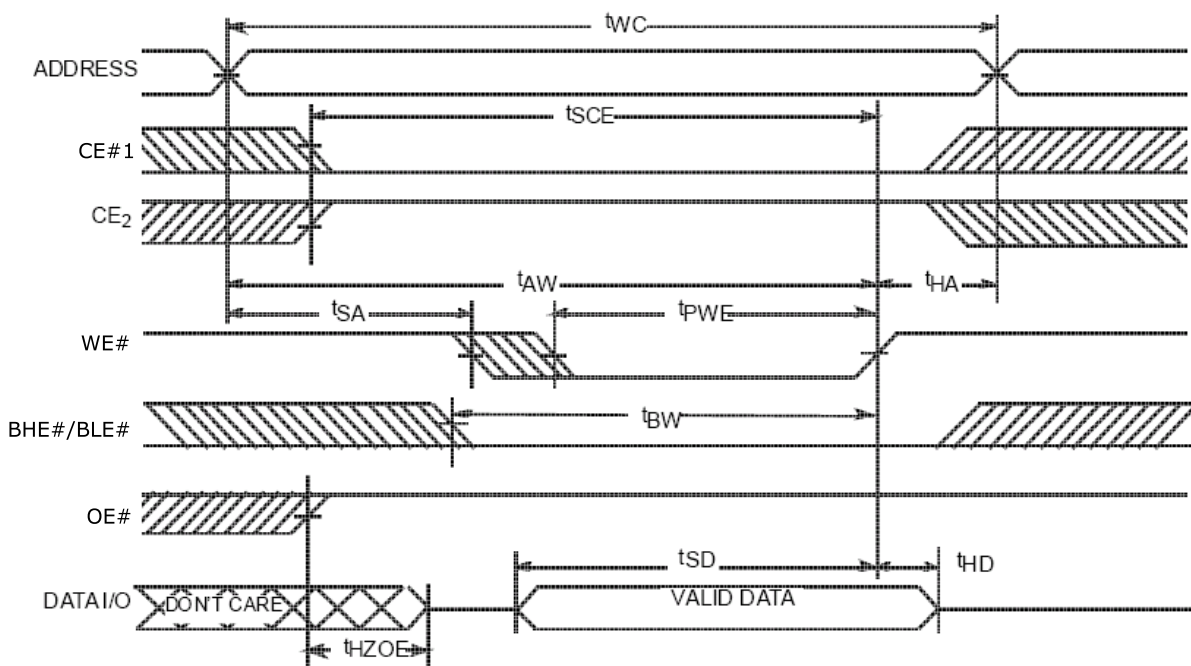 tWC
ADDRESS
tSCE
CE#1
CE2
tAW
tHA
tSA
tPWE
WE#
tBW
BHE#/BLE#
OE#
tSD
tHD
DATA I/O
DON'T CARE
VALID DATA
tHZOE